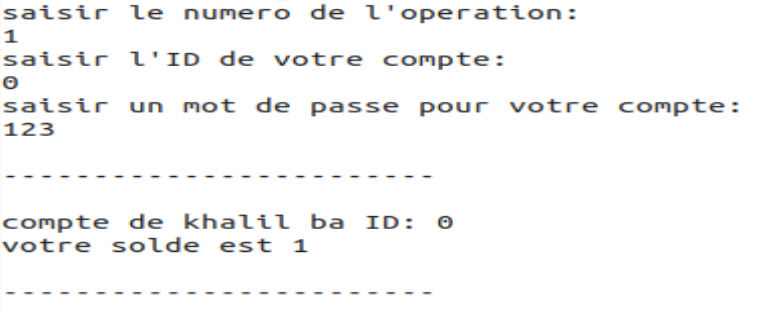 saisir le numero de l'operation:
1
saisir l'ID de votre compte:
0
saisir un mot de passe pour votre compte:
123
------------------------
compte de khalil ba ID: 0
votre solde est 1
------------------------